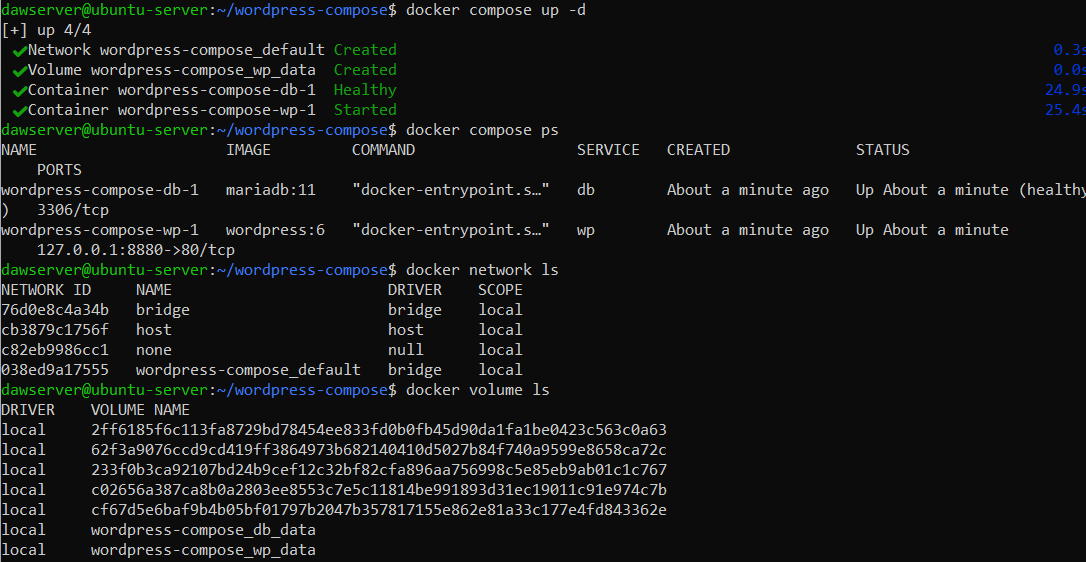 dawserver@ubuntu-server:~/wordpress-compose$ docker compose up -d
[+] up 4/4
✔Network wordpress-compose_default Created 0.3s
✔Volume wordpress-compose_wp_data Created 0.0s
✔Container wordpress-compose-db-1 Healthy 24.9s
✔Container wordpress-compose-wp-1 Started 25.4s
dawserver@ubuntu-server:~/wordpress-compose$ docker compose ps
NAME IMAGE COMMAND SERVICE CREATED STATUS
PORTS
wordpress-compose-db-1 mariadb:11 "docker-entrypoint.s…" db About a minute ago Up About a minute (healthy
) 3306/tcp
wordpress-compose-wp-1 wordpress:6 "docker-entrypoint.s…" wp About a minute ago Up About a minute
127.0.0.1:8880->80/tcp
dawserver@ubuntu-server:~/wordpress-compose$ docker network ls
NETWORK ID NAME DRIVER SCOPE
76d0e8c4a34b bridge bridge local
cb3879c1756f host host local
c82eb9986cc1 none null local
038ed9a17555 wordpress-compose_default bridge local
dawserver@ubuntu-server:~/wordpress-compose$ docker volume ls
DRIVER VOLUME NAME
local 2ff6185f6c113fa8729bd78454ee833fd0b0fb45d90da1fa1be0423c563c0a63
local 62f3a9076ccd9cd419ff3864973b682140410d5027b84f740a9599e8658ca72c
local 233f0b3ca92107bd24b9cef12c32bf82cfa896aa756998c5e85eb9ab01c1c767
local c02656a387ca8b0a2803ee8553c7e5c11814be991893d31ec19011c91e974c7b
local cf67d5e6baf9b4b05bf01797b2047b357817155e862e81a33c177e4fd843362e
local wordpress-compose_db_data
local wordpress-compose_wp_data